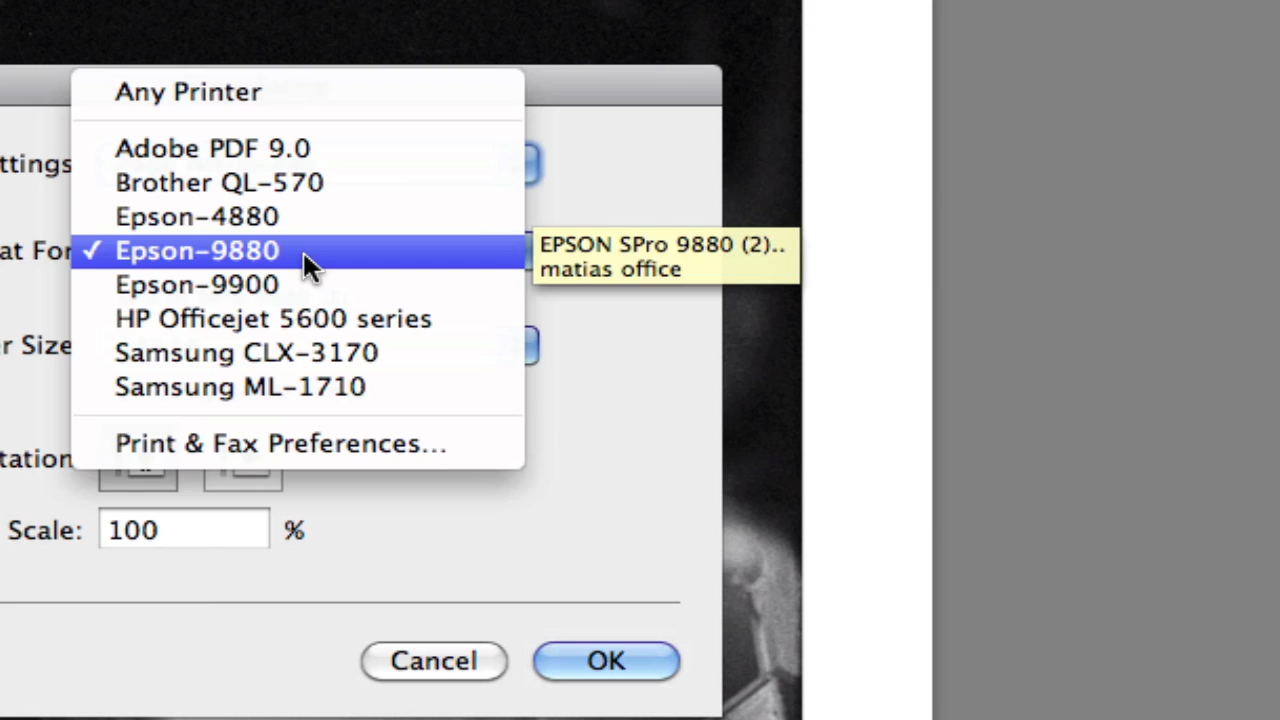 Any Printer
Adobe PDF 9.0
ttings
Brother QL-570
Epson-4880
at For
✓ Epson-9880
EPSON SPro 9880 (2)..
matias office
Epson-9900
HP Officejet 5600 series
r Size
Samsung CLX-3170
Samsung ML-1710
Print & Fax Preferences...
tation
Scale: 100 %
Cancel OK